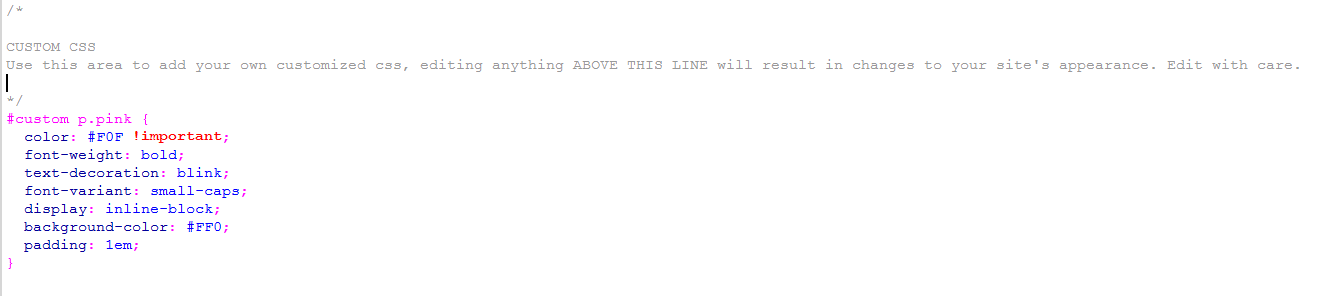 /*
CUSTOM CSS
Use this area to add your own customized css, editing anything ABOVE THIS LINE will result in changes to your site's appearance. Edit with care.
*/
#custom p.pink {
  color: #F0F !important;
  font-weight: bold;
  text-decoration: blink;
  font-variant: small-caps;
  display: inline-block;
  background-color: #FF0;
  padding: 1em;
}